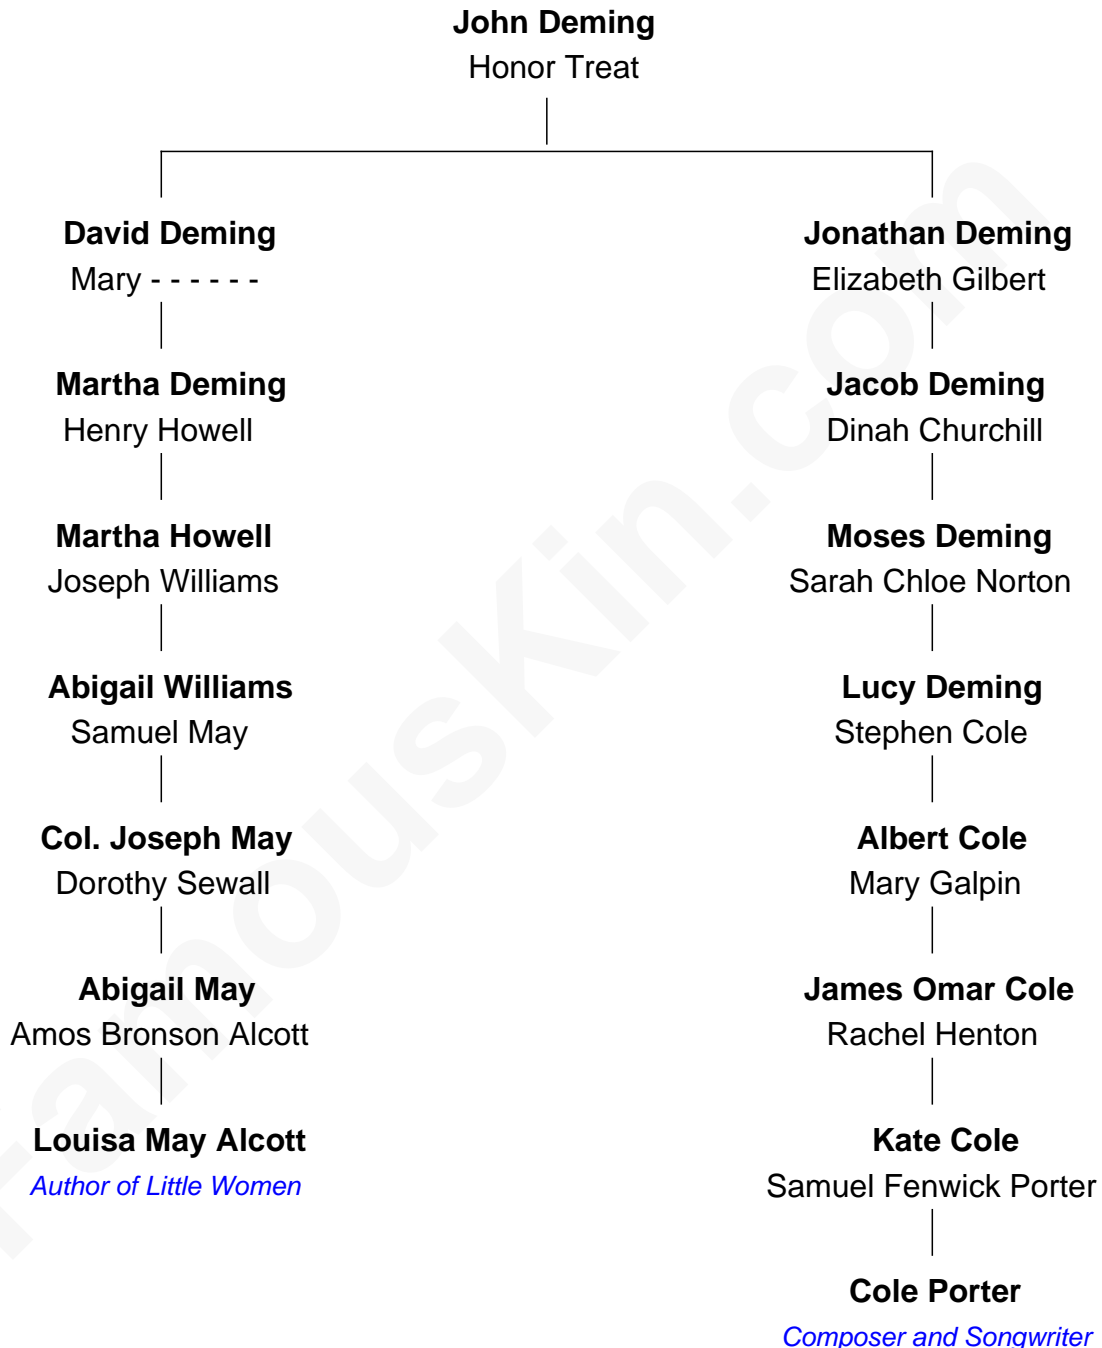 John Deming
Honor Treat
David Deming
Mary - - - - - -
Martha Deming
Henry Howell
Martha Howell
Joseph Williams
Abigail Williams
Samuel May
Col. Joseph May
Dorothy Sewall
Abigail May
Amos Bronson Alcott
Louisa May Alcott
Author of Little Women
Jonathan Deming
Elizabeth Gilbert
Jacob Deming
Dinah Churchill
Moses Deming
Sarah Chloe Norton
Lucy Deming
Stephen Cole
Albert Cole
Mary Galpin
James Omar Cole
Rachel Henton
Kate Cole
Samuel Fenwick Porter
Cole Porter
Composer and Songwriter
FamousKin.com